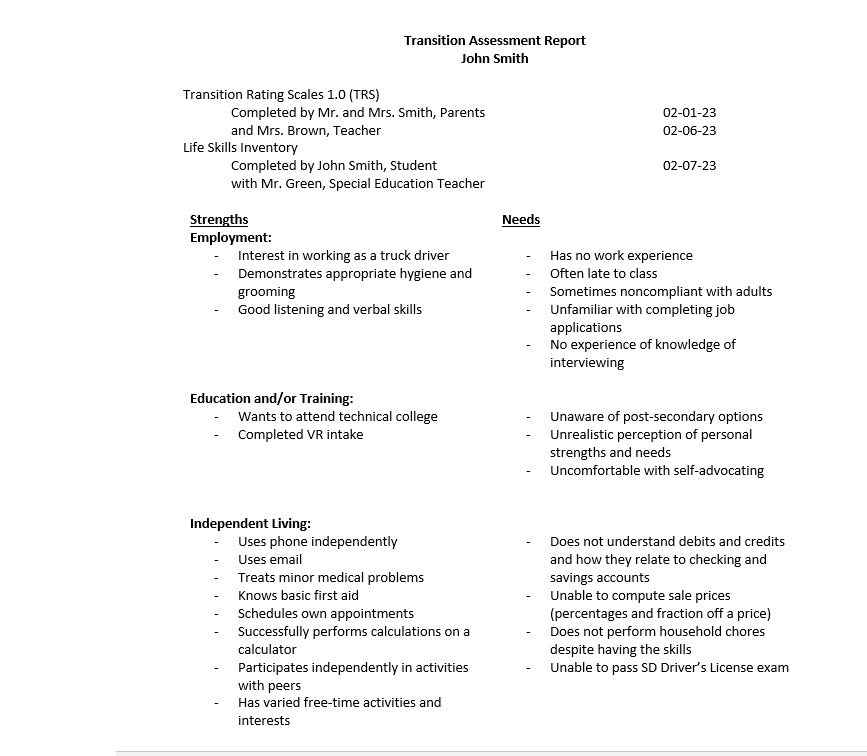 Transition Assessment Report
John Smith
Transition Rating Scales 1.0 (TRS)
Completed by Mr. and Mrs. Smith, Parents 02-01-23
and Mrs. Brown, Teacher 02-06-23
Life Skills Inventory
Completed by John Smith, Student 02-07-23
with Mr. Green, Special Education Teacher
Strengths Needs
Employment:
- Interest in working as a truck driver
- Demonstrates appropriate hygiene and
grooming
- Good listening and verbal skills
- Has no work experience
- Often late to class
- Sometimes noncompliant with adults
- Unfamiliar with completing job
applications
- No experience of knowledge of
interviewing
Education and/or Training:
- Wants to attend technical college
- Completed VR intake
- Unaware of post-secondary options
- Unrealistic perception of personal
strengths and needs
- Uncomfortable with self-advocating
Independent Living:
- Uses phone independently
- Uses email
- Treats minor medical problems
- Knows basic first aid
- Schedules own appointments
- Successfully performs calculations on a
calculator
- Participates independently in activities
with peers
- Has varied free-time activities and
interests
- Does not understand debits and credits
and how they relate to checking and
savings accounts
- Unable to compute sale prices
(percentages and fraction off a price)
- Does not perform household chores
despite having the skills
- Unable to pass SD Driver's License exam